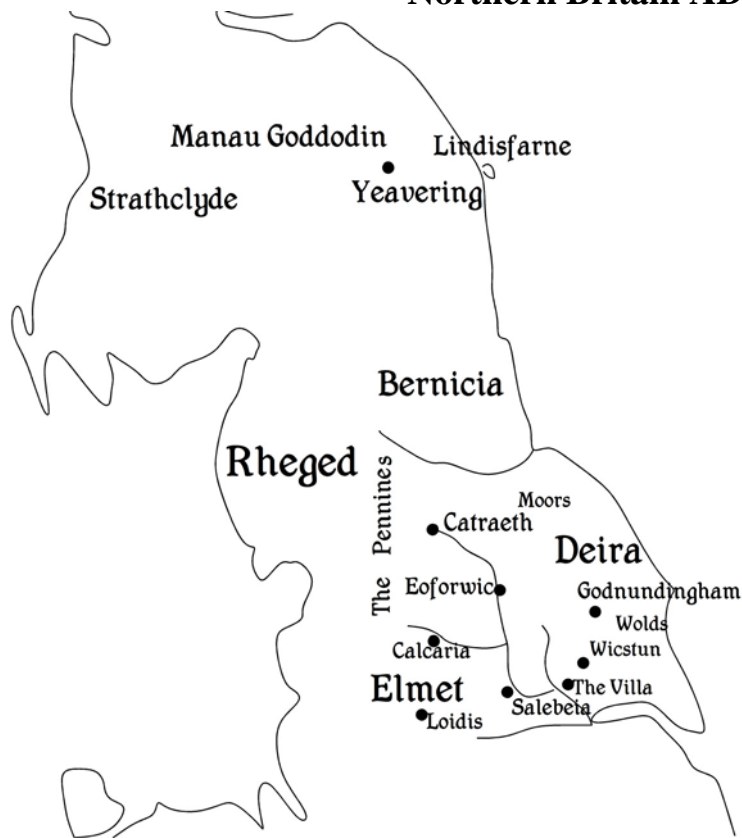 Northern Britain AD
Manau Goddodin
Lindisfarne
Yeavering
Strathclyde
Bernicia
Rheged
The Pennines
Moors
Catraeth
Deira
Eoforwic
Godnundingham
Wolds
Wicstun
Calcaria
Elmet
The Villa
Salebeia
Loidis